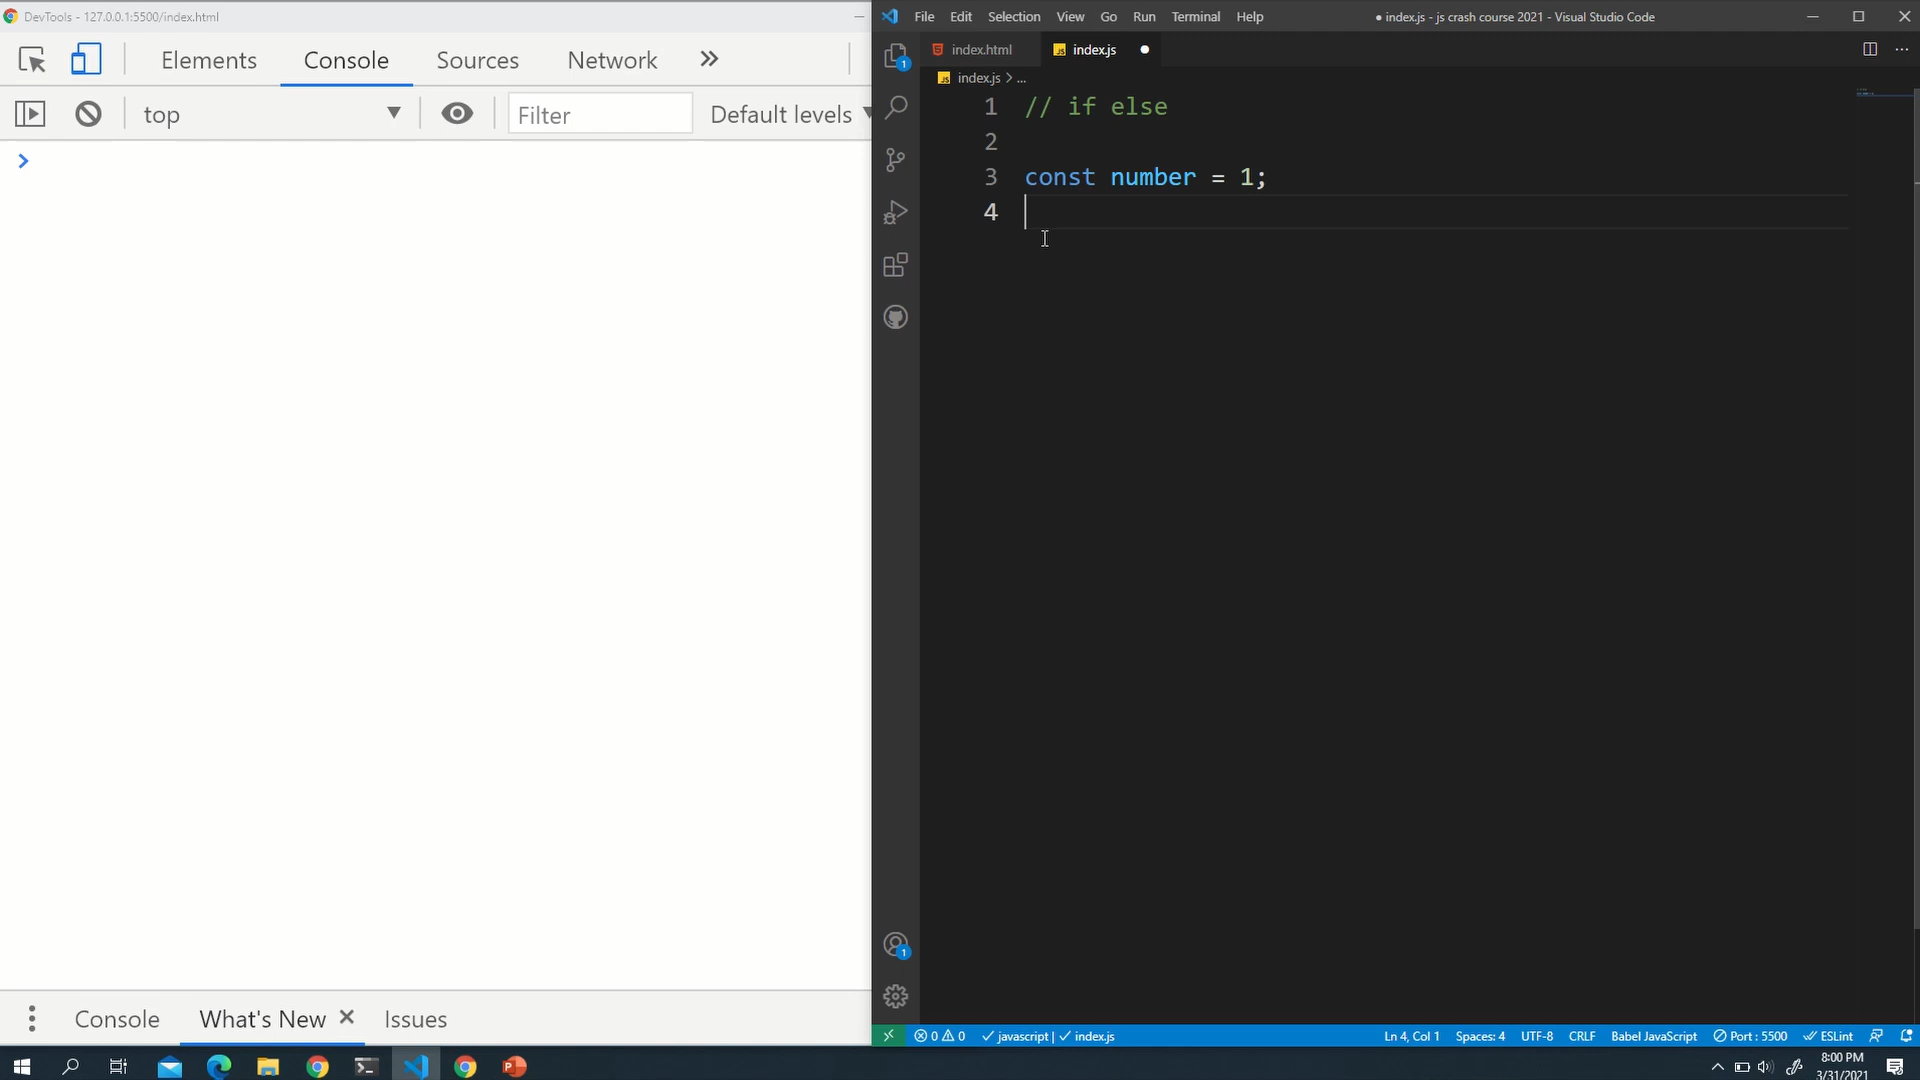 DevTools - 127.0.0.1:5500/index.html
Elements Console Sources Network
top Filter Default levels
Console What's New Issues
File Edit Selection View Go Run Terminal Help ● index.js - js crash course 2021 - Visual Studio Code
index.html JS index.js
JS index.js > ...
1 // if else
2
3 const number = 1;
4
1
1
0 0 javascript | index.js Ln 4, Col 1 Spaces: 4 UTF-8 CRLF Babel JavaScript Port : 5500 ESLint
8:00 PM
3/31/2021